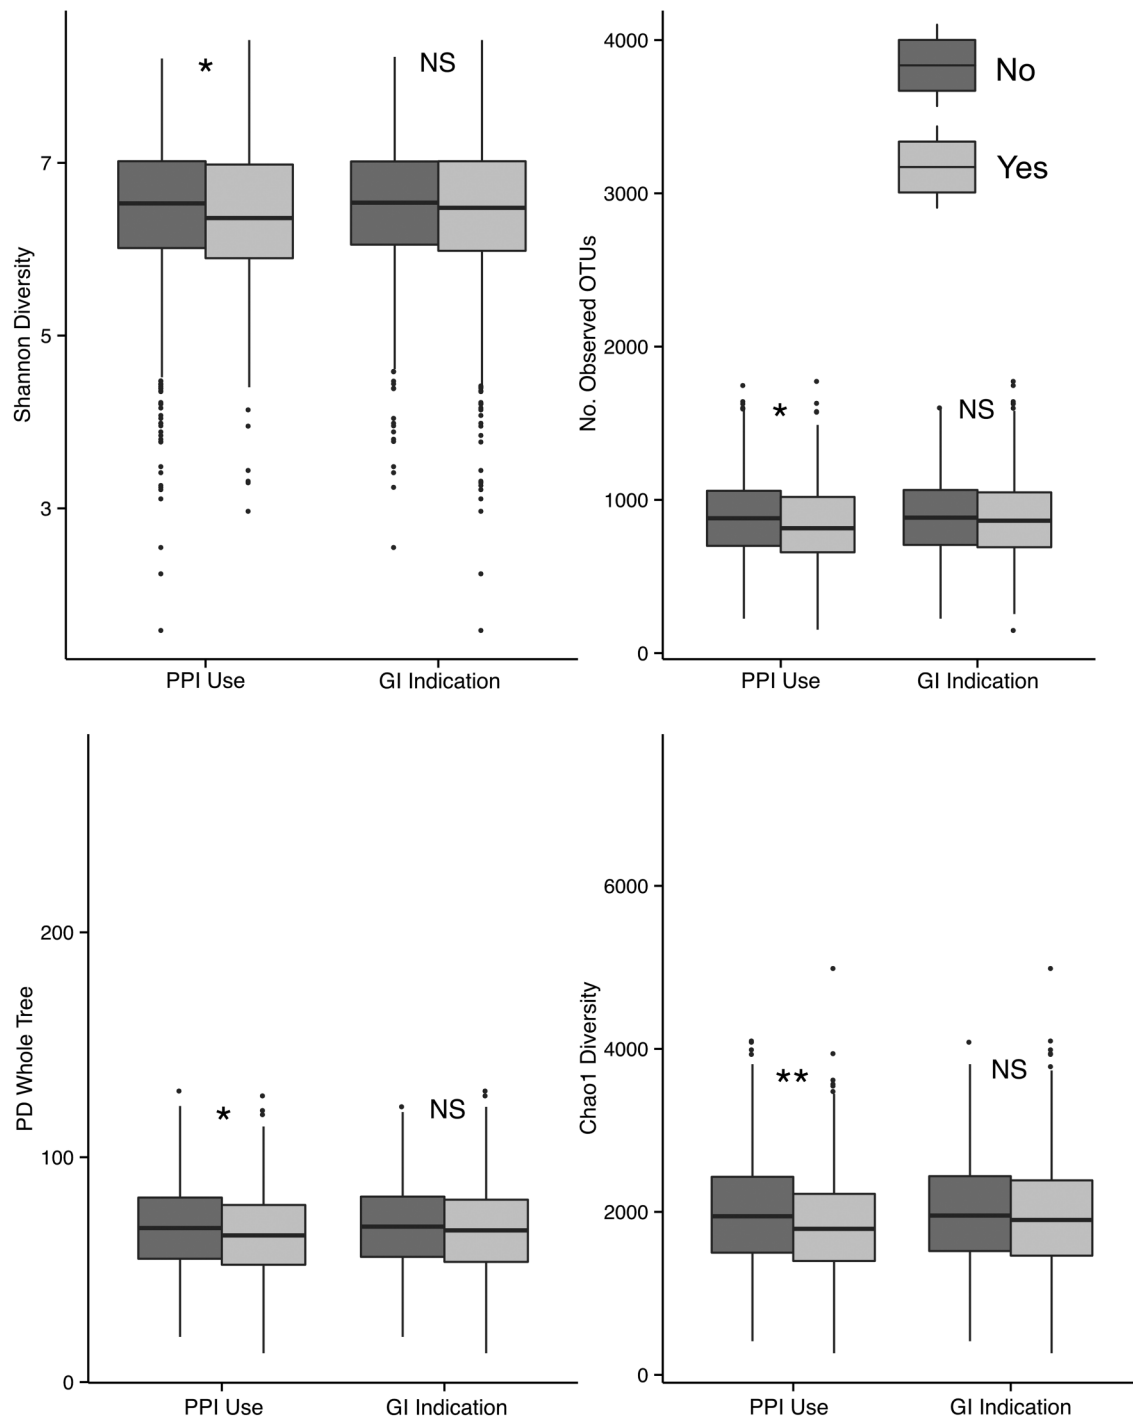 Shannon Diversity
7
5
3
*
NS
PPI Use
GI Indication
No. Observed OTUs
4000
3000
2000
1000
0
No
Yes
*
NS
PPI Use
GI Indication
PD Whole Tree
200
100
0
*
NS
PPI Use
GI Indication
Chao1 Diversity
6000
4000
2000
0
**
NS
PPI Use
GI Indication